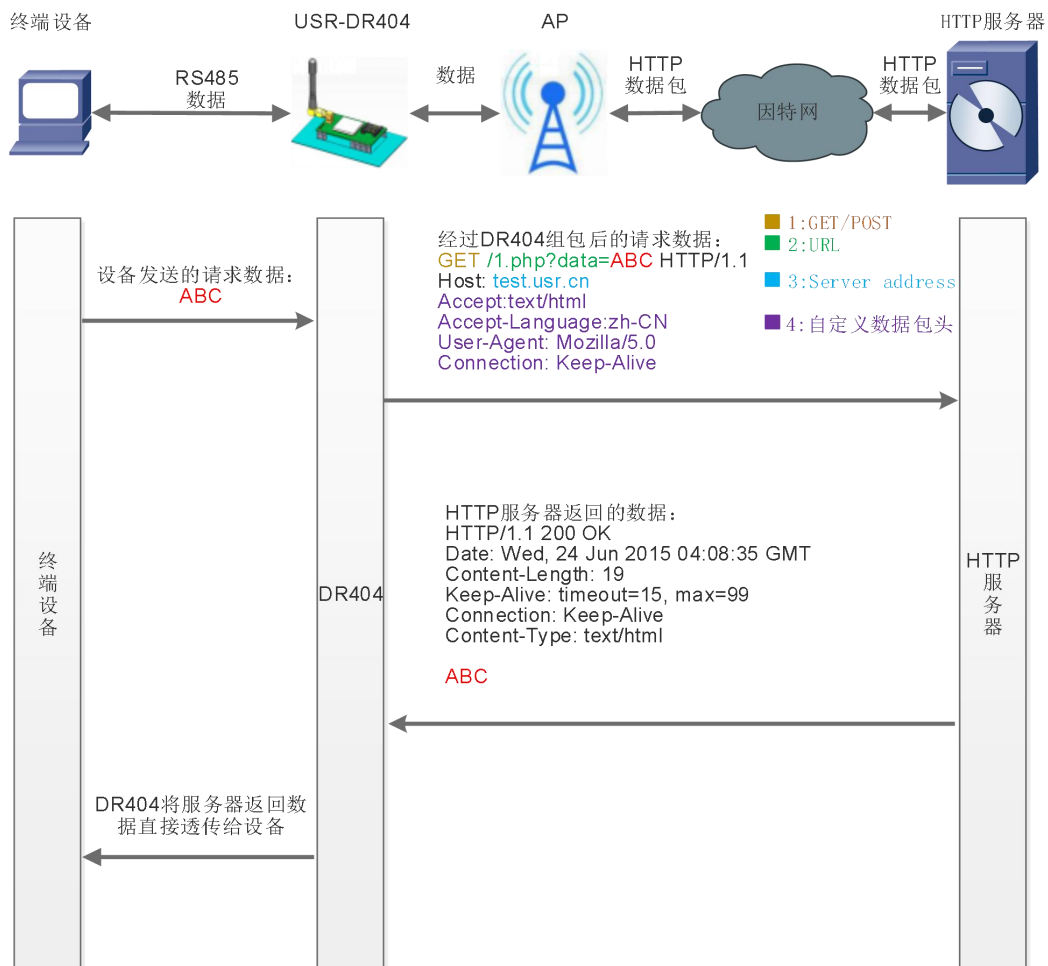 终端设备
USR-DR404
AP
HTTP服务器
RS485
数据
数据
HTTP
数据包
因特网
HTTP
数据包
设备发送的请求数据:
ABC
经过DR404组包后的请求数据:
GET /1.php?data=ABC HTTP/1.1
Host: test.usr.cn
Accept:text/html
Accept-Language:zh-CN
User-Agent: Mozilla/5.0
Connection: Keep-Alive
1:GET/POST
2:URL
3:Server address
4:自定义数据包头
HTTP服务器返回的数据:
HTTP/1.1 200 OK
Date: Wed, 24 Jun 2015 04:08:35 GMT
Content-Length: 19
Keep-Alive: timeout=15, max=99
Connection: Keep-Alive
Content-Type: text/html
ABC
终
端
设
备
DR404
HTTP
服
务
器
DR404将服务器返回数
据直接透传给设备